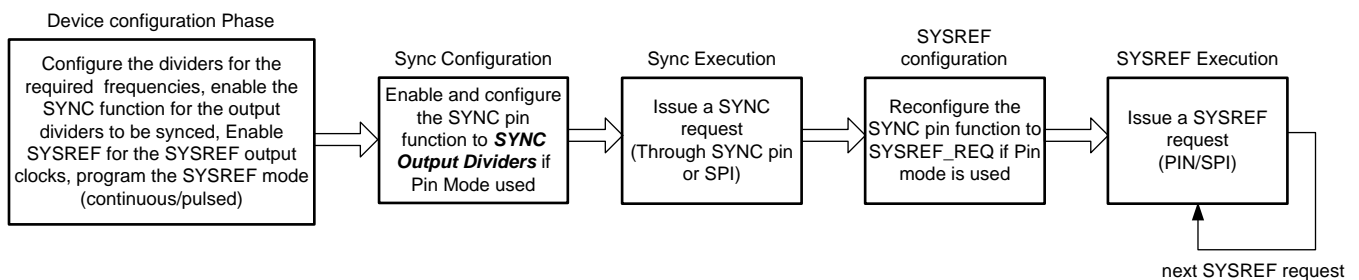 Device configuration Phase
Configure the dividers for the
required frequencies, enable the
SYNC function for the output
dividers to be synced, Enable
SYSREF for the SYSREF output
clocks, program the SYSREF mode
(continuous/pulsed)
Sync Configuration
Enable and configure
the SYNC pin
function to SYNC
Output Dividers if
Pin Mode used
Sync Execution
Issue a SYNC
request
(Through SYNC pin
or SPI)
SYSREF
configuration
Reconfigure the
SYNC pin function to
SYSREF_REQ if Pin
mode is used
SYSREF Execution
Issue a SYSREF
request
(PIN/SPI)
next SYSREF request